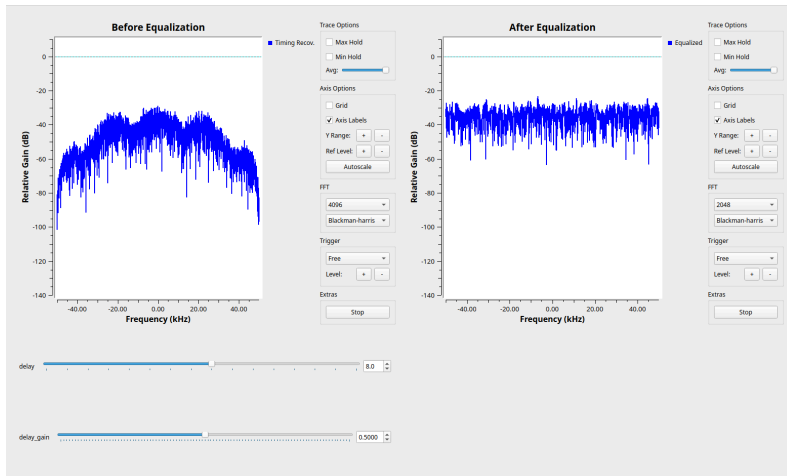 Before Equalization
Timing Recov.
0
-20
-40
-60
-80
-100
-120
-140
Relative Gain (dB)
-40.00 -20.00 0.00 20.00 40.00
Frequency (kHz)
Trace Options
Max Hold
Min Hold
Avg:
Axis Options
Grid
Axis Labels
Y Range: + -
Ref Level: + -
Autoscale
FFT
4096
Blackman-harris
Trigger
Free
Level: + -
Extras
Stop
After Equalization
Equalized
0
-20
-40
-60
-80
-100
-120
-140
Relative Gain (dB)
-40.00 -20.00 0.00 20.00 40.00
Frequency (kHz)
Trace Options
Max Hold
Min Hold
Avg:
Axis Options
Grid
Axis Labels
Y Range: + -
Ref Level: + -
Autoscale
FFT
2048
Blackman-harris
Trigger
Free
Level: + -
Extras
Stop
delay 8.0
delay_gain 0.5000